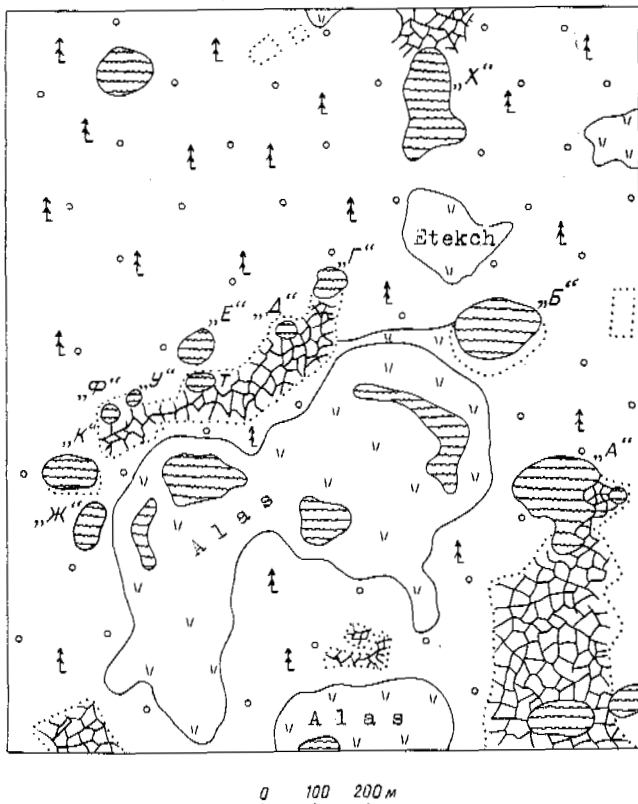 „Х“
Etekch
„Г“
„Б“
„Д“
„Е“
„У“
Т
„Ф“
„К“
„А“
Alas
„Ж“
Ф
Alas
0 100 200 м